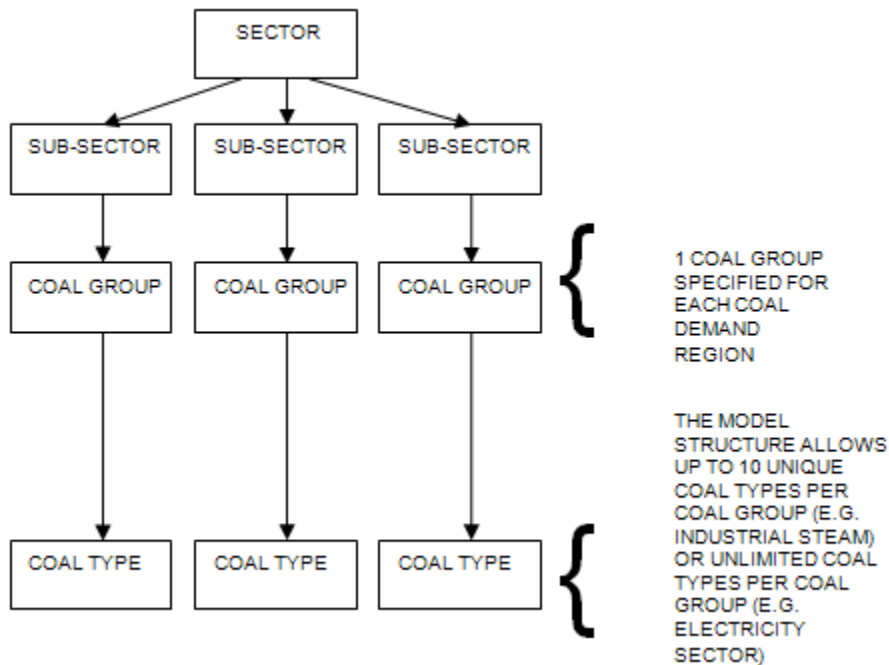 SECTOR
SUB-SECTOR
SUB-SECTOR
SUB-SECTOR
COAL GROUP
COAL GROUP
COAL GROUP
1 COAL GROUP
SPECIFIED FOR
EACH COAL
DEMAND
REGION
THE MODEL
STRUCTURE ALLOWS
UP TO 10 UNIQUE
COAL TYPES PER
COAL GROUP (E.G.
INDUSTRIAL STEAM)
OR UNLIMITED COAL
TYPES PER COAL
GROUP (E.G.
ELECTRICITY
SECTOR)
COAL TYPE
COAL TYPE
COAL TYPE